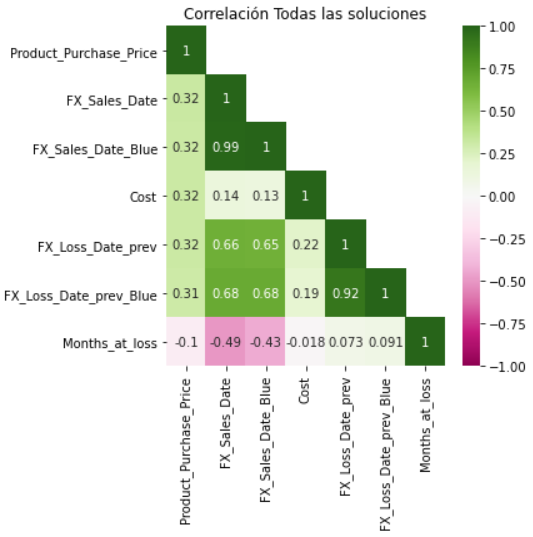 Correlación Todas las soluciones
Product_Purchase_Price 1
FX_Sales_Date 0.32 1
FX_Sales_Date_Blue 0.32 0.99 1
Cost 0.32 0.14 0.13 1
FX_Loss_Date_prev 0.32 0.66 0.65 0.22 1
FX_Loss_Date_prev_Blue 0.31 0.68 0.68 0.19 0.92 1
Months_at_loss -0.1 -0.49 -0.43 -0.018 0.073 0.091 1
Product_Purchase_Price
FX_Sales_Date
FX_Sales_Date_Blue
Cost
FX_Loss_Date_prev
FX_Loss_Date_prev_Blue
Months_at_loss
1.00
0.75
0.50
0.25
0.00
−0.25
−0.50
−0.75
−1.00